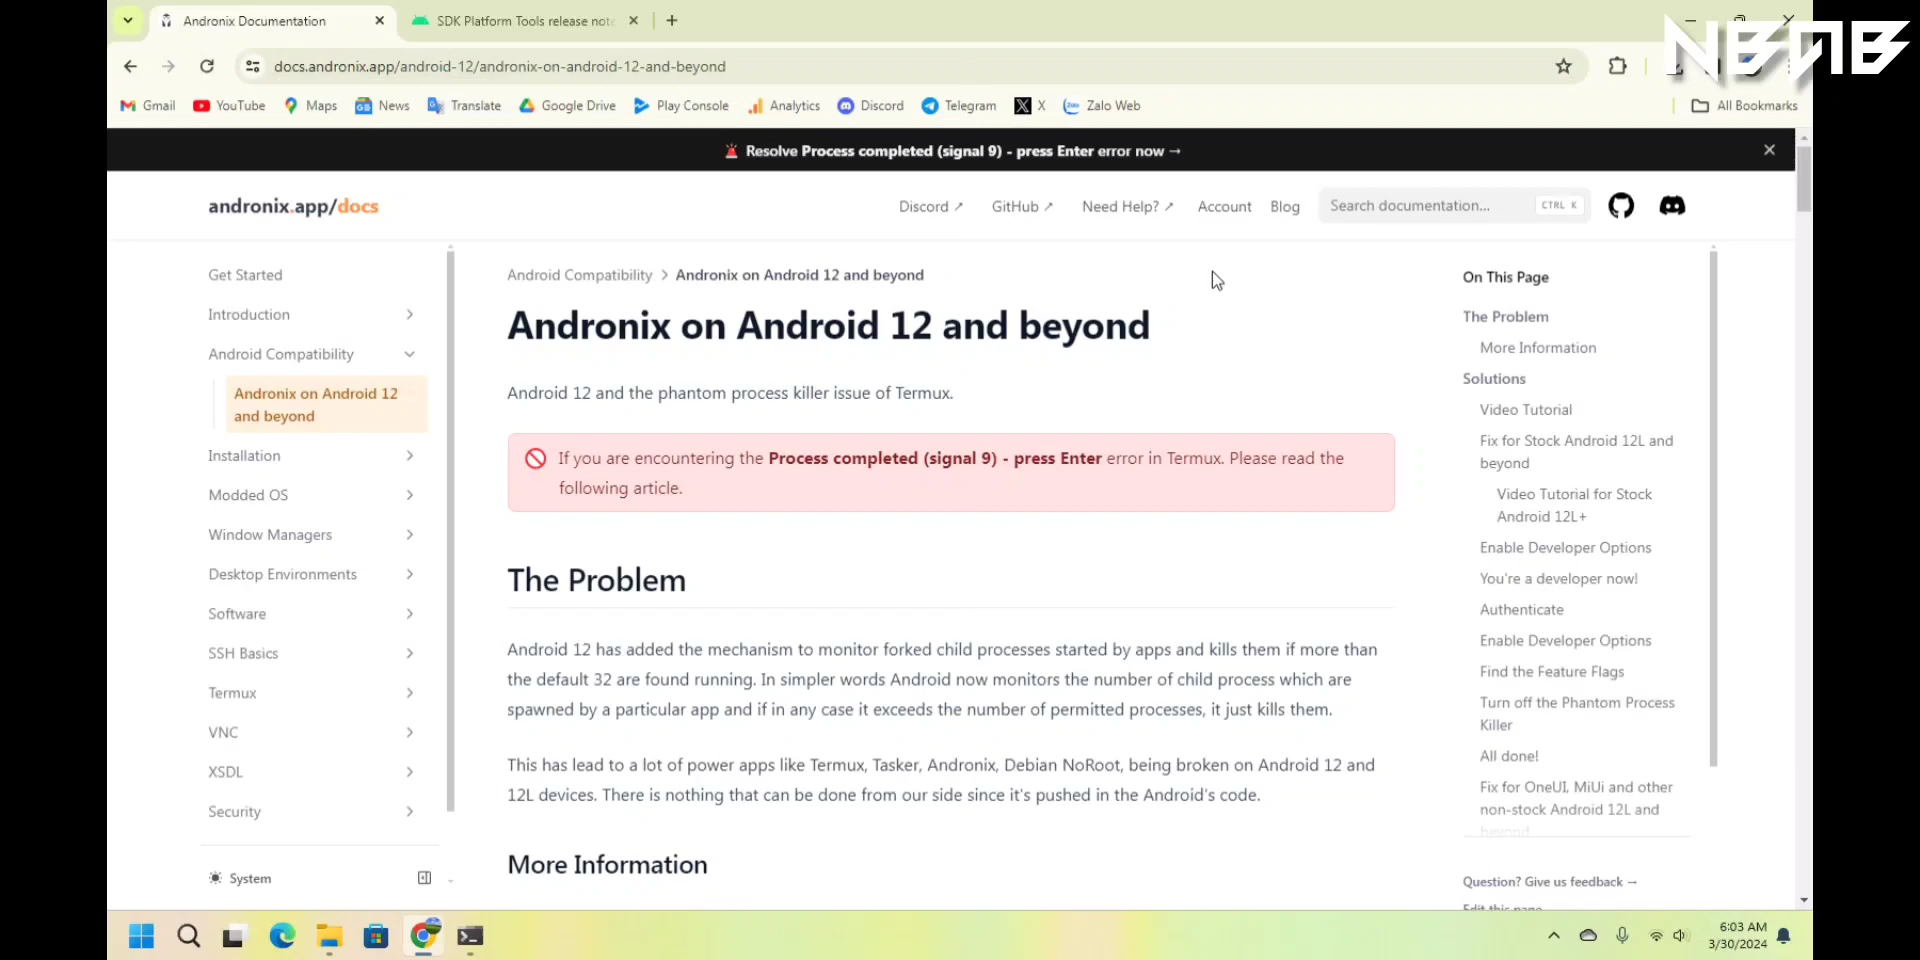 Andronix Documentation
SDK Platform Tools release not
docs.andronix.app/android-12/andronix-on-android-12-and-beyond
NBAB
Gmail
YouTube
Maps
News
Translate
Google Drive
Play Console
Analytics
Discord
Telegram
X
Zalo Web
All Bookmarks
🚨 Resolve Process completed (signal 9) - press Enter error now →
andronix.app/docs
Discord ↗
GitHub ↗
Need Help? ↗
Account
Blog
Search documentation...
CTRL K
Get Started
Introduction
Android Compatibility
Andronix on Android 12
and beyond
Installation
Modded OS
Window Managers
Desktop Environments
Software
SSH Basics
Termux
VNC
XSDL
Security
System
Android Compatibility > Andronix on Android 12 and beyond
Andronix on Android 12 and beyond
Android 12 and the phantom process killer issue of Termux.
If you are encountering the Process completed (signal 9) - press Enter error in Termux. Please read the
following article.
The Problem
Android 12 has added the mechanism to monitor forked child processes started by apps and kills them if more than
the default 32 are found running. In simpler words Android now monitors the number of child process which are
spawned by a particular app and if in any case it exceeds the number of permitted processes, it just kills them.
This has lead to a lot of power apps like Termux, Tasker, Andronix, Debian NoRoot, being broken on Android 12 and
12L devices. There is nothing that can be done from our side since it's pushed in the Android's code.
More Information
On This Page
The Problem
More Information
Solutions
Video Tutorial
Fix for Stock Android 12L and
beyond
Video Tutorial for Stock
Android 12L+
Enable Developer Options
You're a developer now!
Authenticate
Enable Developer Options
Find the Feature Flags
Turn off the Phantom Process
Killer
All done!
Fix for OneUI, MiUi and other
non-stock Android 12L and
beyond
Question? Give us feedback →
Edit this page
6:03 AM
3/30/2024